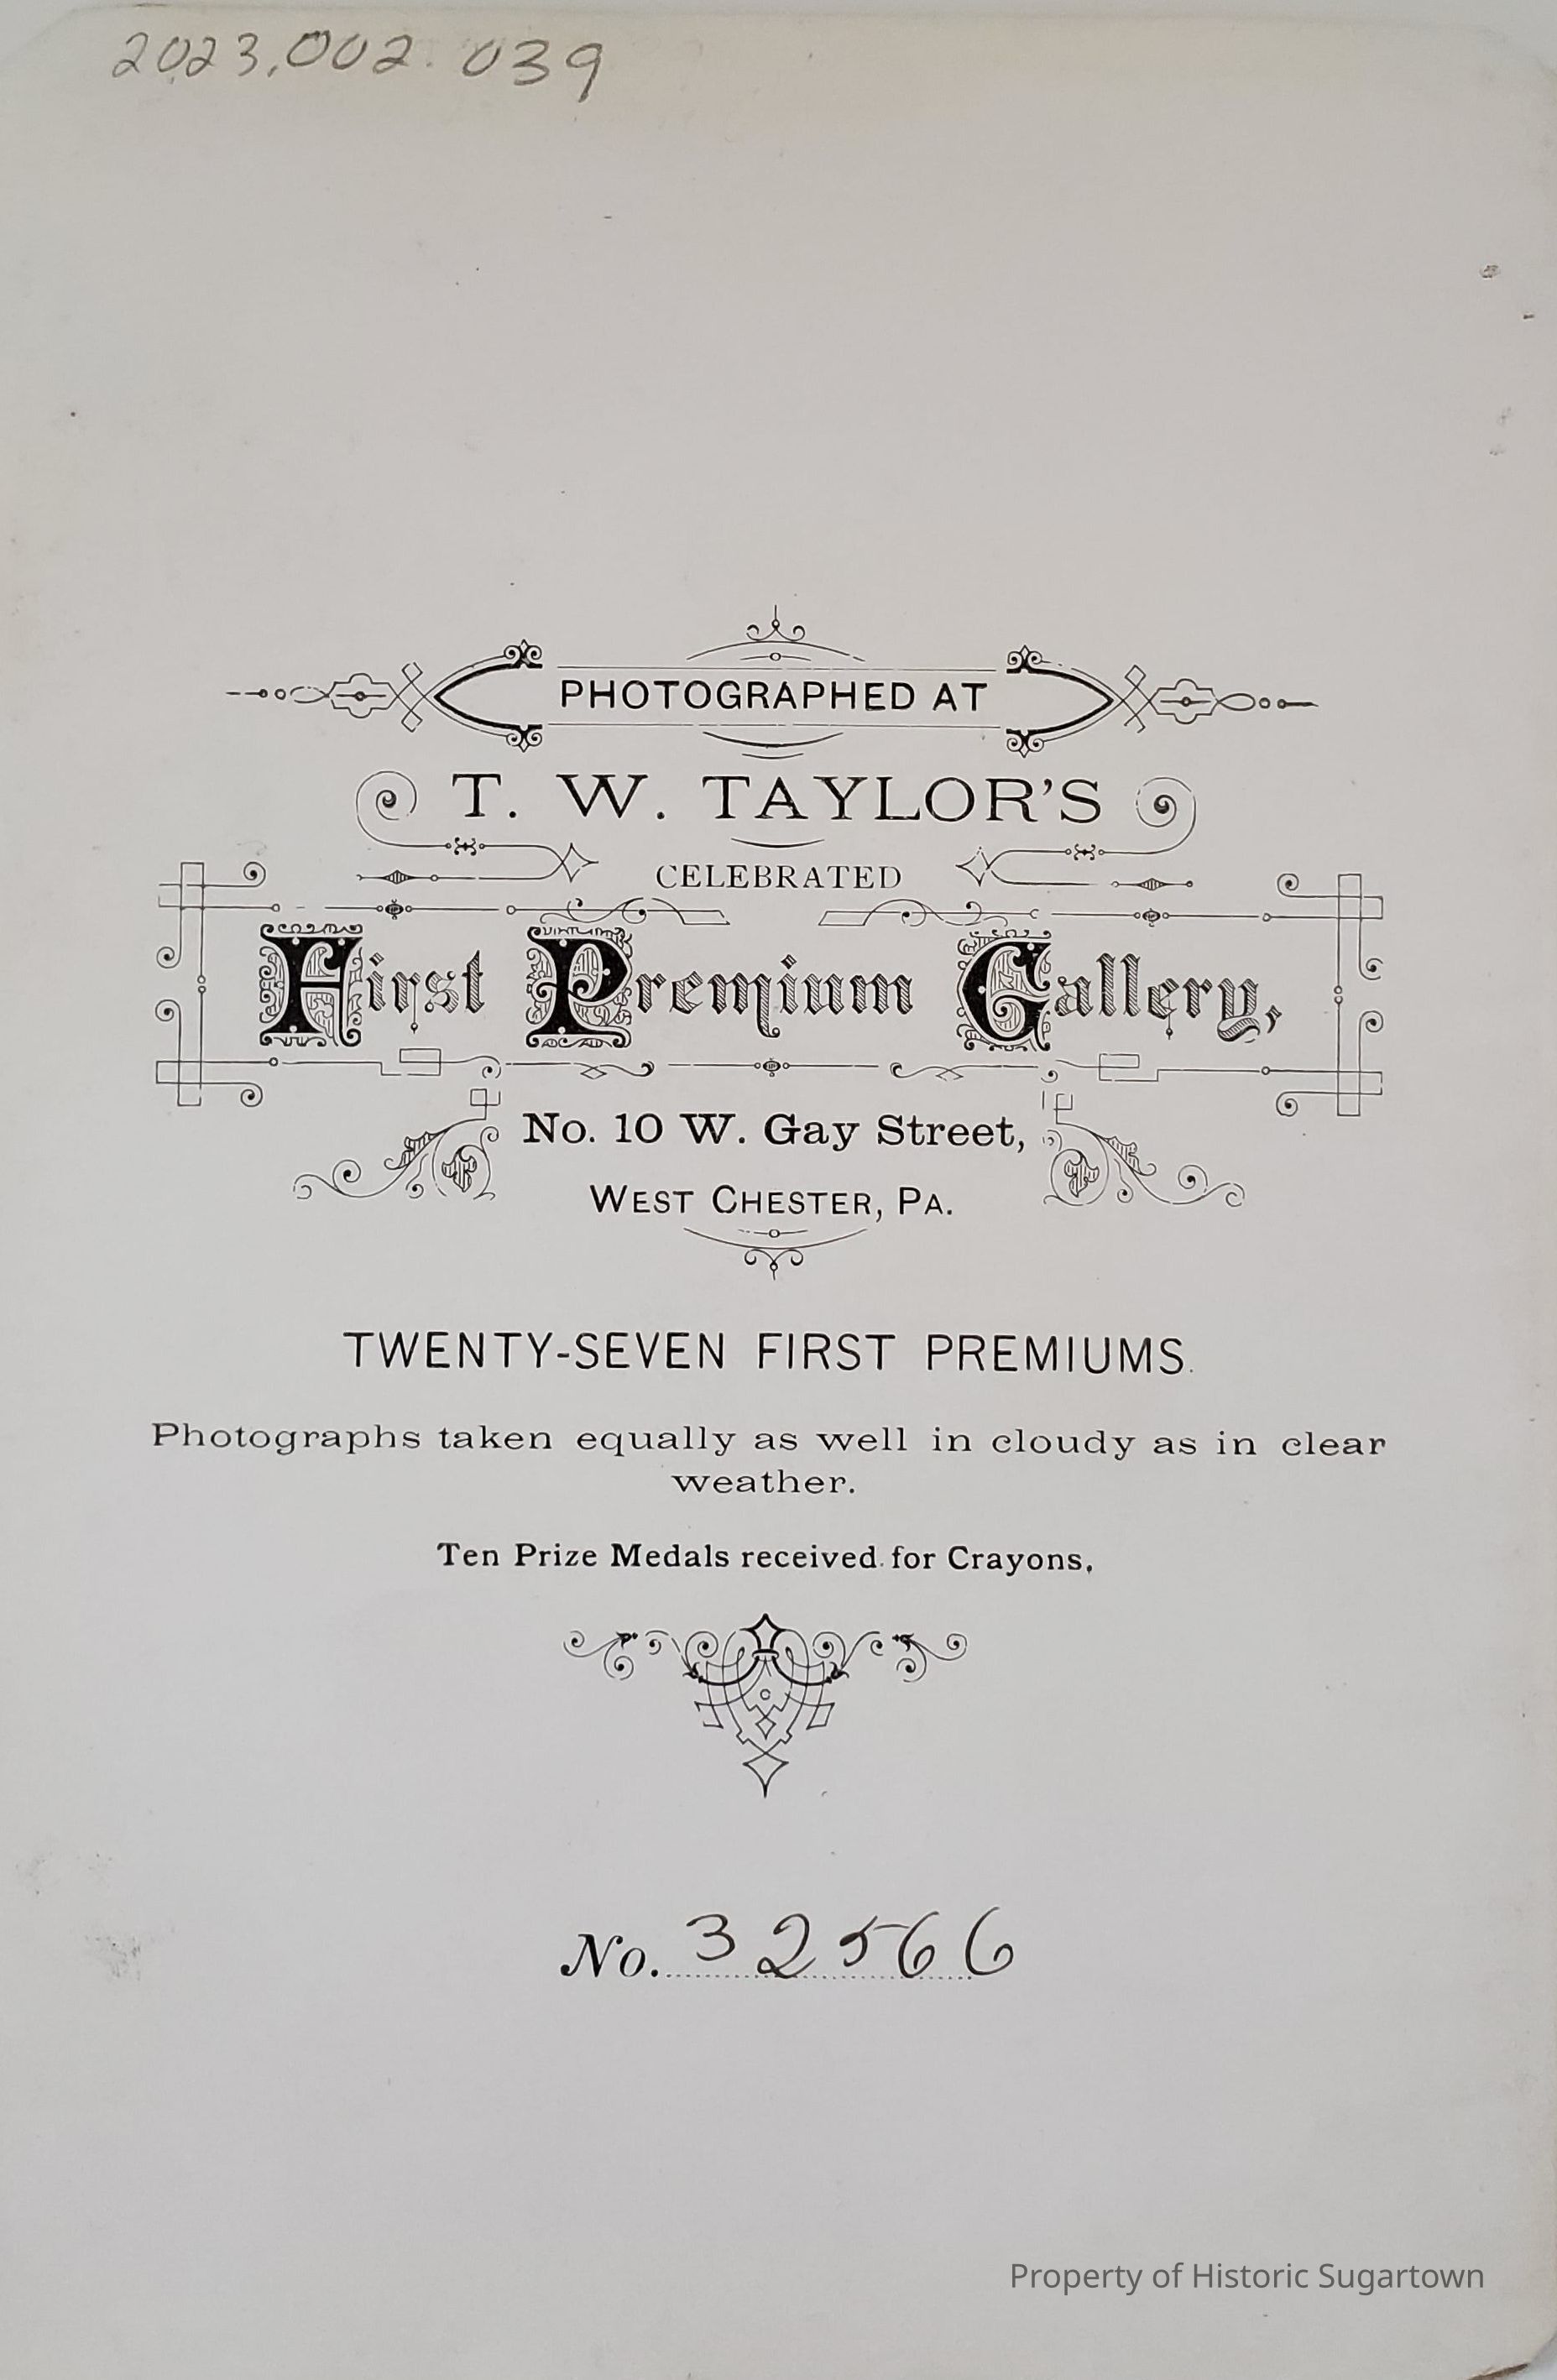 2023.002.039
PHOTOGRAPHED AT
T. W. TAYLOR'S
CELEBRATED
First Premium Gallery,
No. 10 W. Gay Street,
WEST CHESTER, PA.
TWENTY-SEVEN FIRST PREMIUMS.
Photographs taken equally as well in cloudy as in clear
weather.
Ten Prize Medals received for Crayons.
No. 32566
Property of Historic Sugartown